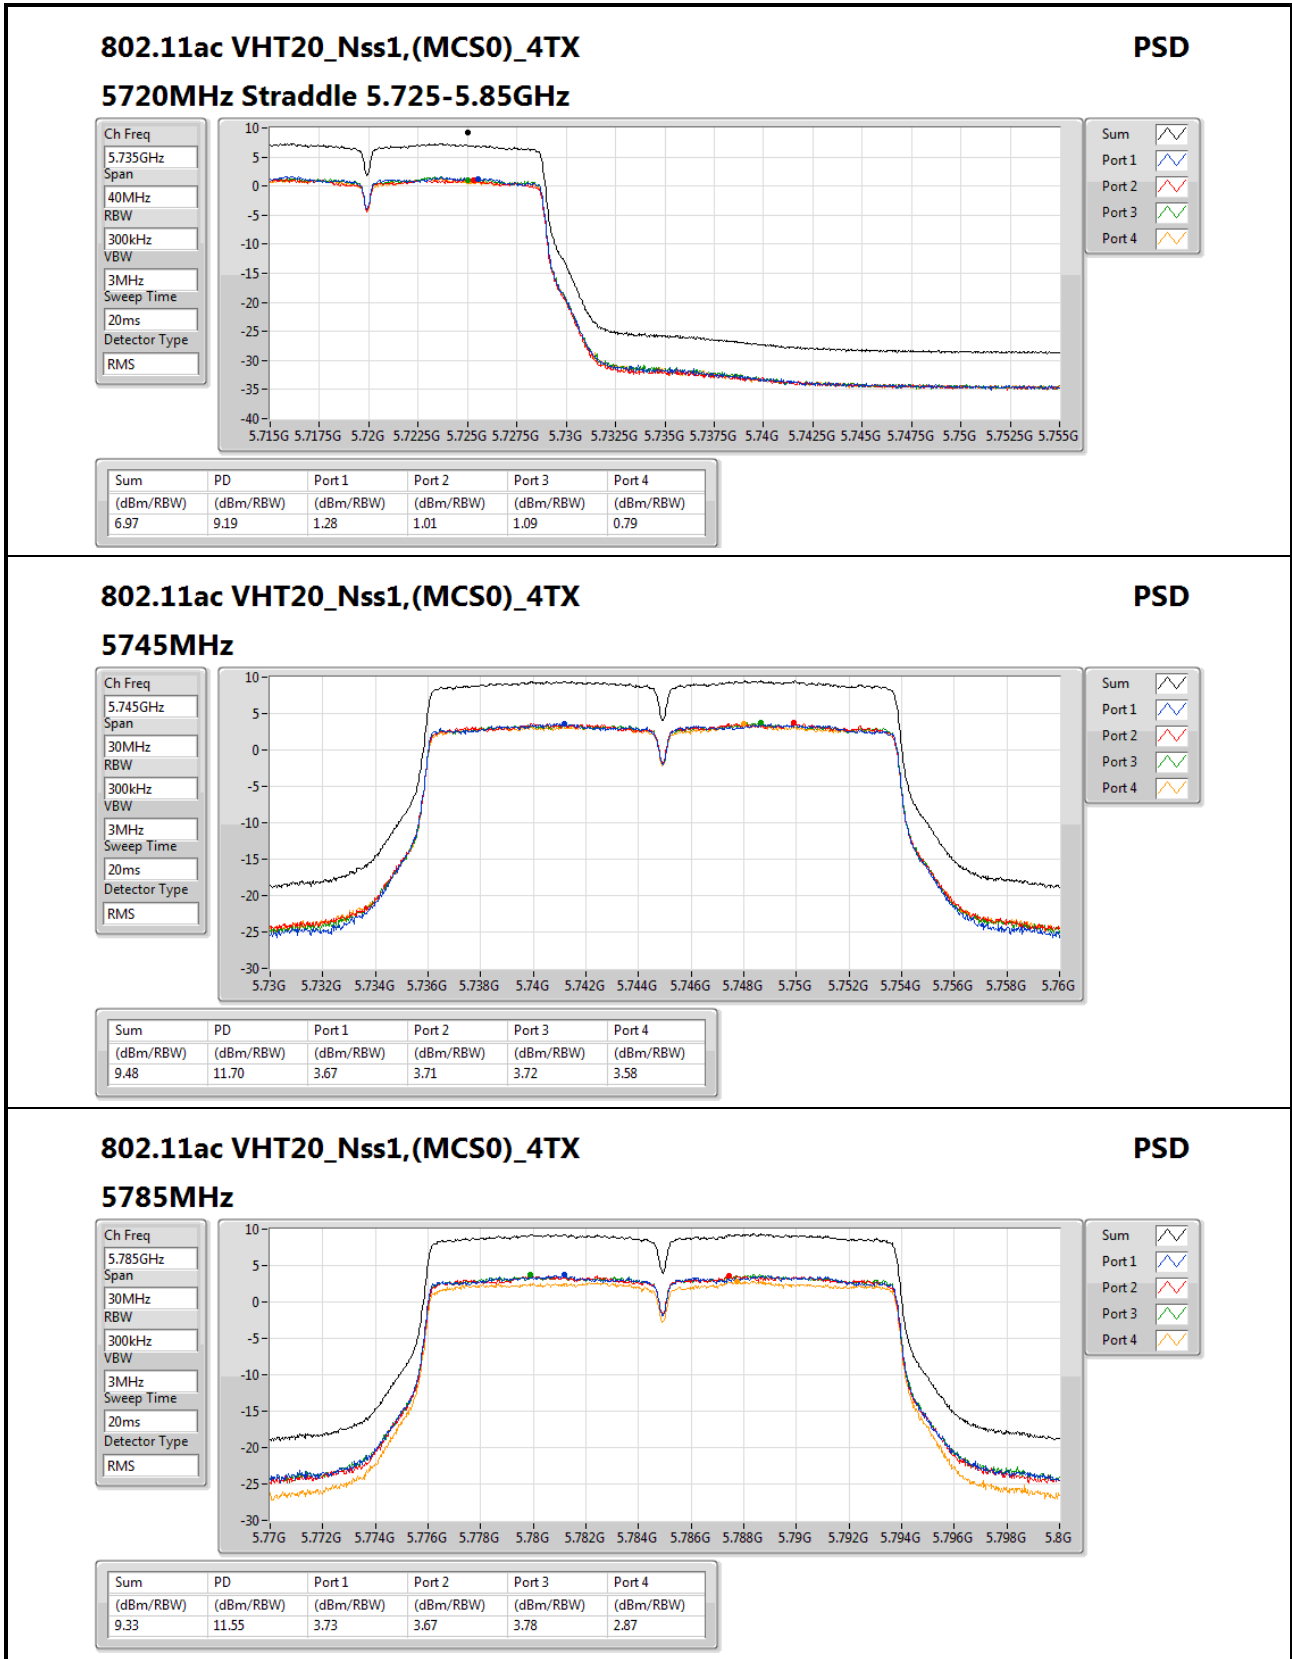 802.11ac VHT20_Nss1,(MCS0)_4TX PSD
5720MHz Straddle 5.725-5.85GHz
Ch Freq
5.735GHz
Span
40MHz
RBW
300kHz
VBW
3MHz
Sweep Time
20ms
Detector Type
RMS
10
5
0
-5
-10
-15
-20
-25
-30
-35
-40
5.715G 5.7175G 5.72G 5.7225G 5.725G 5.7275G 5.73G 5.7325G 5.735G 5.7375G 5.74G 5.7425G 5.745G 5.7475G 5.75G 5.7525G 5.755G
Sum
Port 1
Port 2
Port 3
Port 4
Sum PD Port 1 Port 2 Port 3 Port 4
(dBm/RBW) (dBm/RBW) (dBm/RBW) (dBm/RBW) (dBm/RBW) (dBm/RBW)
6.97 9.19 1.28 1.01 1.09 0.79
802.11ac VHT20_Nss1,(MCS0)_4TX PSD
5745MHz
Ch Freq
5.745GHz
Span
30MHz
RBW
300kHz
VBW
3MHz
Sweep Time
20ms
Detector Type
RMS
10
5
0
-5
-10
-15
-20
-25
-30
5.73G 5.732G 5.734G 5.736G 5.738G 5.74G 5.742G 5.744G 5.746G 5.748G 5.75G 5.752G 5.754G 5.756G 5.758G 5.76G
Sum
Port 1
Port 2
Port 3
Port 4
Sum PD Port 1 Port 2 Port 3 Port 4
(dBm/RBW) (dBm/RBW) (dBm/RBW) (dBm/RBW) (dBm/RBW) (dBm/RBW)
9.48 11.70 3.67 3.71 3.72 3.58
802.11ac VHT20_Nss1,(MCS0)_4TX PSD
5785MHz
Ch Freq
5.785GHz
Span
30MHz
RBW
300kHz
VBW
3MHz
Sweep Time
20ms
Detector Type
RMS
10
5
0
-5
-10
-15
-20
-25
-30
5.77G 5.772G 5.774G 5.776G 5.778G 5.78G 5.782G 5.784G 5.786G 5.788G 5.79G 5.792G 5.794G 5.796G 5.798G 5.8G
Sum
Port 1
Port 2
Port 3
Port 4
Sum PD Port 1 Port 2 Port 3 Port 4
(dBm/RBW) (dBm/RBW) (dBm/RBW) (dBm/RBW) (dBm/RBW) (dBm/RBW)
9.33 11.55 3.73 3.67 3.78 2.87